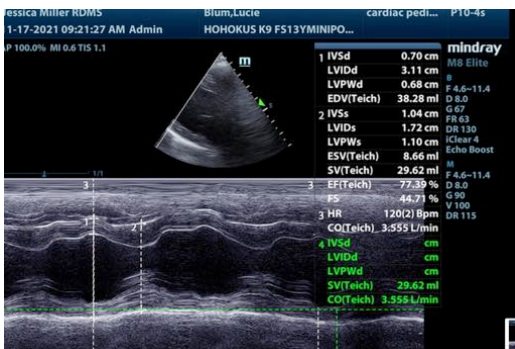 Jessica Miller RDMS Blum,Lucie cardiac pedi... P10-4s
11-17-2021 09:21:27 AM Admin HOHOKUS K9 FS13YMINIPO...
AP 100.0% MI 0.6 TIS 1.1
m
1 IVSd 0.70 cm
LVIDd 3.11 cm
LVPWd 0.68 cm
EDV(Teich) 38.28 ml
2 IVSs 1.04 cm
LVIDs 1.72 cm
LVPWs 1.10 cm
ESV(Teich) 8.66 ml
SV(Teich) 29.62 ml
EF(Teich) 77.39 %
FS 44.71 %
3 HR 120(2) Bpm
CO(Teich) 3.555 L/min
4 IVSd cm
LVIDd cm
LVPWd cm
SV(Teich) 29.62 ml
CO(Teich) 3.555 L/min
mindray
M8 Elite
B
F 4.6~11.4
D 8.0
G 67
FR 63
DR 130
iClear 4
Echo Boost
M
F 4.6~11.4
D 8.0
G 90
V 100
DR 115
1/1
3
3
1
2